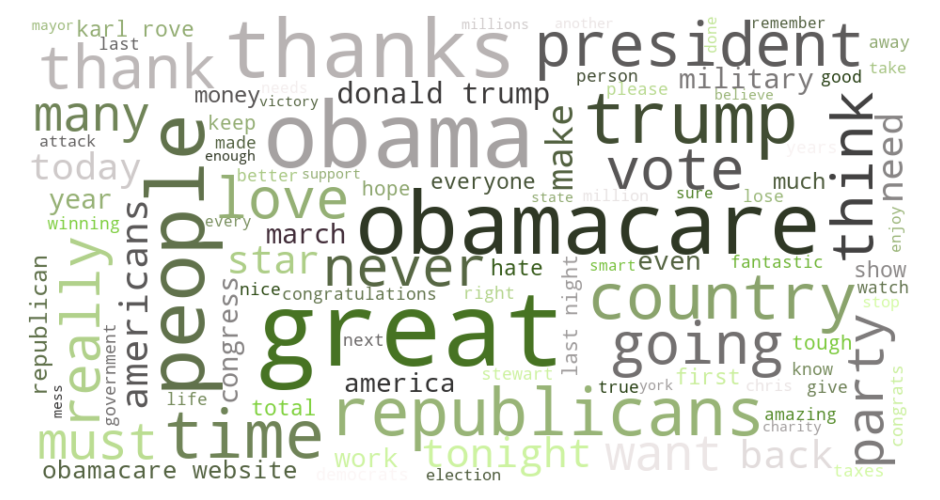 mayor
karl rove
last
thank
thanks
millions
another
president
done
remember
away
take
person
please
military
good
believe
many
money
needs
victory
donald trump
make
trump
think
attack
keep
made
enough
obama
vote
years
need
today
people
better
support
love
hope
everyone
state
million
sure
much
lose
year
winning
every
march
obamacare
enjoy
americans
really
star
never
hate
last night
smart
even
fantastic
show
watch
republican
congress
nice
congratulations
right
country
stop
great
next
going
tough
party
government
mess
life
america
stewart
true
york
first
chris
know
give
congrats
must
time
total
republicans
amazing
charity
obamacare website
democrats
work
election
tonight
want
back
taxes